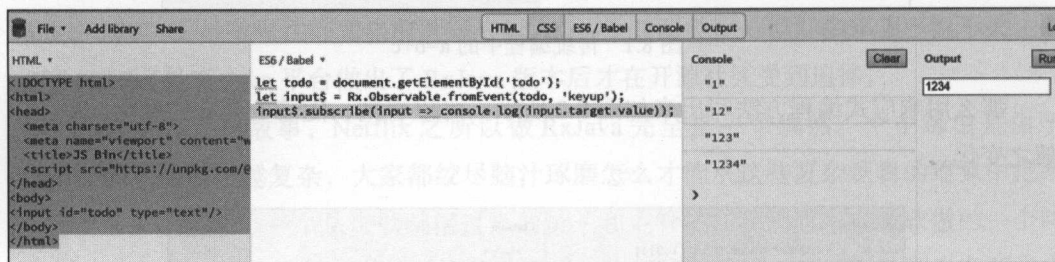 File ▾ Add library Share HTML CSS ES6 / Babel Console Output
HTML ▾
<!DOCTYPE html>
<html>
<head>
<meta charset="utf-8">
<meta name="viewport" content="w
<title>JS Bin</title>
<script src="https://unpkg.com/@
</head>
<body>
<input id="todo" type="text"/>
</body>
</html>
ES6 / Babel ▾
let todo = document.getElementById('todo');
let input$ = Rx.Observable.fromEvent(todo, 'keyup');
input$.subscribe(input => console.log(input.target.value));
Console Clear
"1"
"12"
"123"
"1234"
>
Output Run
1234